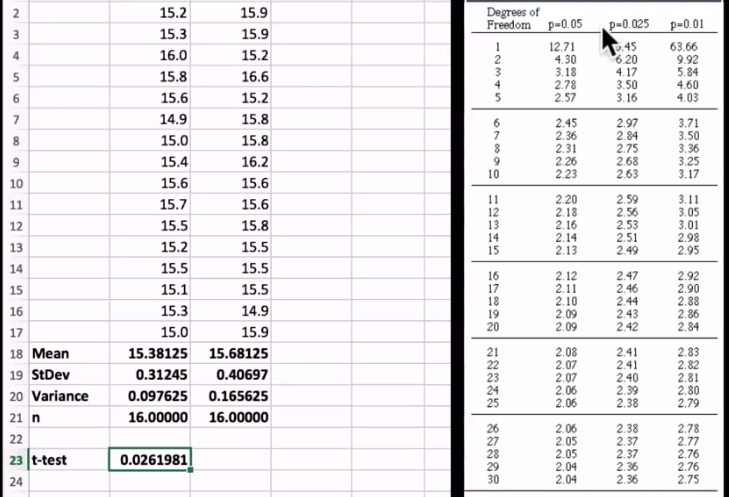 2 15.2 15.9
3 15.3 15.9
4 16.0 15.2
5 15.8 16.6
6 15.6 15.2
7 14.9 15.8
8 15.0 15.8
9 15.4 16.2
10 15.6 15.6
11 15.7 15.6
12 15.5 15.8
13 15.2 15.5
14 15.5 15.5
15 15.1 15.5
16 15.3 14.9
17 15.0 15.9
18 Mean 15.38125 15.68125
19 StDev 0.31245 0.40697
20 Variance 0.097625 0.165625
21 n 16.00000 16.00000
22
23 t-test 0.0261981
24
Degrees of
Freedom p=0.05 p=0.025 p=0.01
1 12.71 63.66
2 4.30 6.20 9.92
3 3.18 4.17 5.84
4 2.78 3.50 4.60
5 2.57 3.16 4.03
6 2.45 2.97 3.71
7 2.36 2.84 3.50
8 2.31 2.75 3.36
9 2.26 2.68 3.25
10 2.23 2.63 3.17
11 2.20 2.59 3.11
12 2.18 2.56 3.05
13 2.16 2.53 3.01
14 2.14 2.51 2.98
15 2.13 2.49 2.95
16 2.12 2.47 2.92
17 2.11 2.46 2.90
18 2.10 2.44 2.88
19 2.09 2.43 2.86
20 2.09 2.42 2.84
21 2.08 2.41 2.83
22 2.07 2.41 2.82
23 2.07 2.40 2.81
24 2.06 2.39 2.80
25 2.06 2.38 2.79
26 2.06 2.38 2.78
27 2.05 2.37 2.77
28 2.05 2.37 2.76
29 2.04 2.36 2.76
30 2.04 2.36 2.75